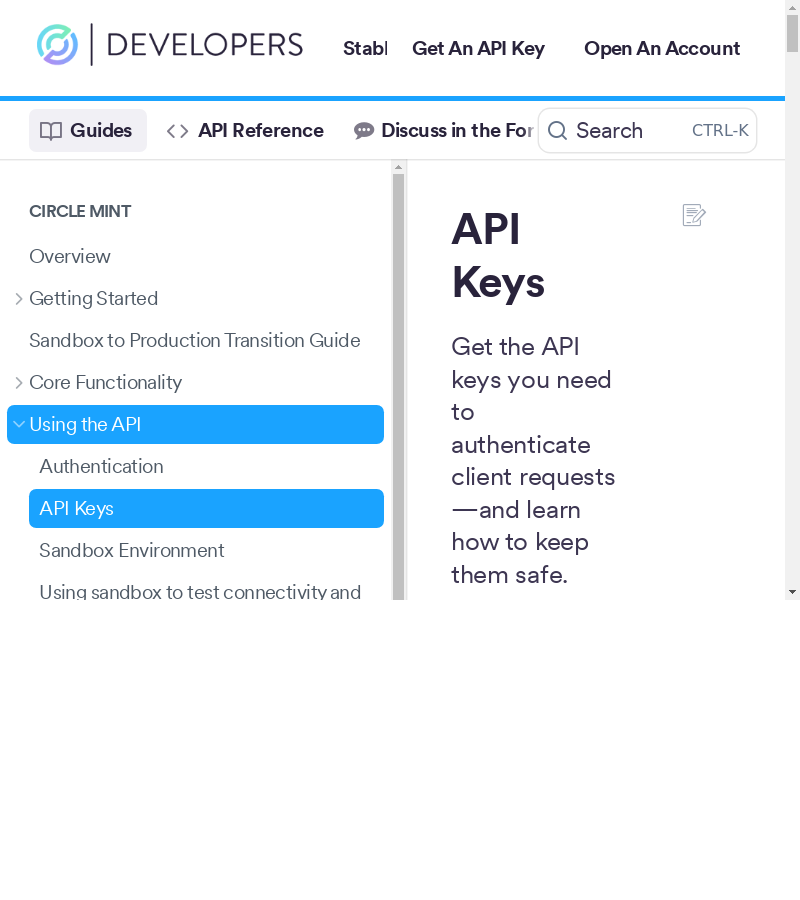 DEVELOPERS
Get An API Key
Open An Account
Guides
API Reference
Discuss in the
Search
CTRL-K
CIRCLE MINT
Overview
Getting Started
Sandbox to Production Transition Guide
Core Functionality
Using the API
Authentication
API Keys
Sandbox Environment
Using sandbox to test connectivity and
API
Keys
Get the API
keys you need
to
authenticate
client requests
—and learn
how to keep
them safe.